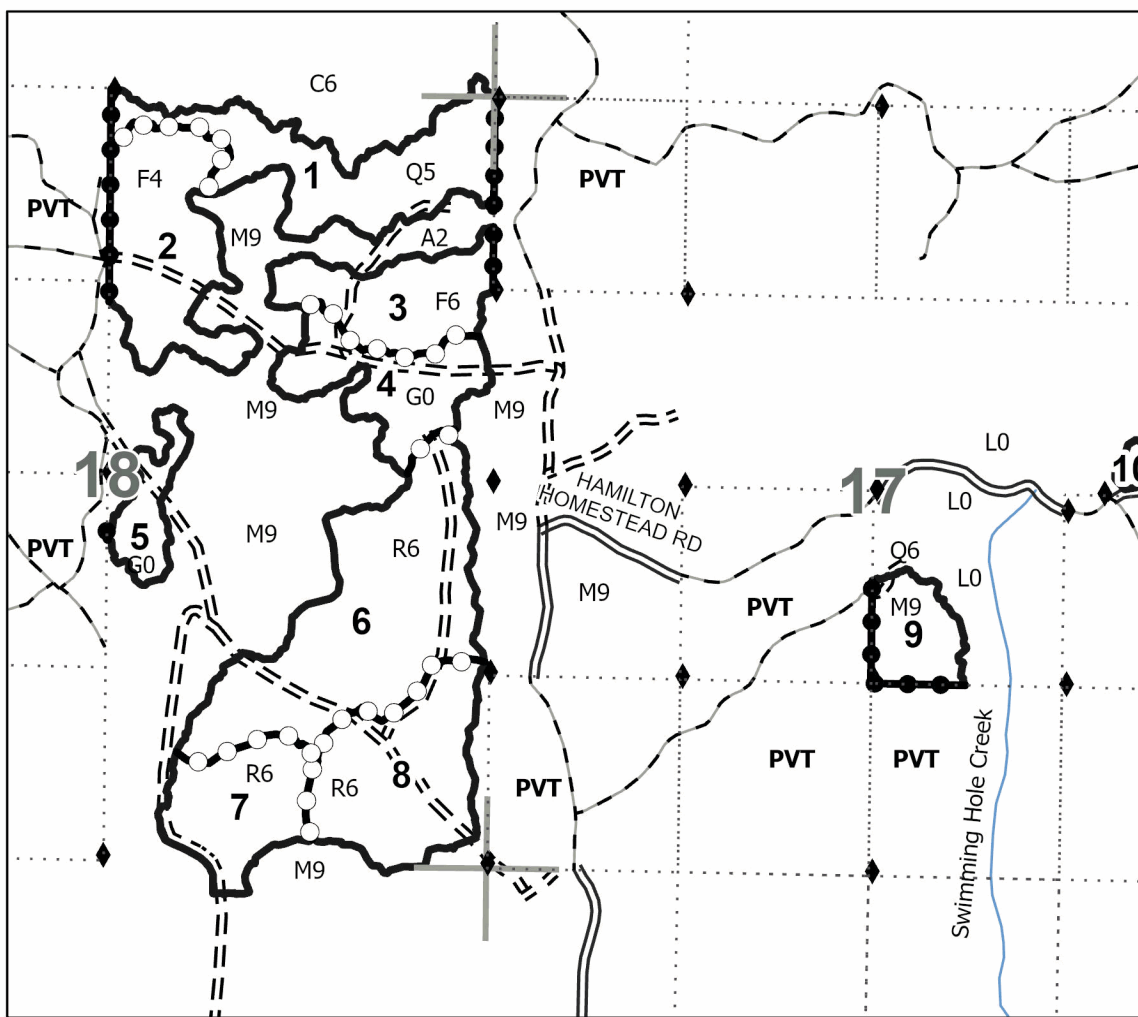 C6
1
Q5
F4
PVT
PVT
2
M9
A2
3
F6
4
G0
M9
M9
18
17
L0
10
L0
HAMILTON
HOMESTEAD RD
M9
M9
R6
5
G0
PVT
Q6
L0
M9
M9
PVT
9
6
R6
R6
8
7
PVT
PVT
PVT
M9
Swimming Hole Creek